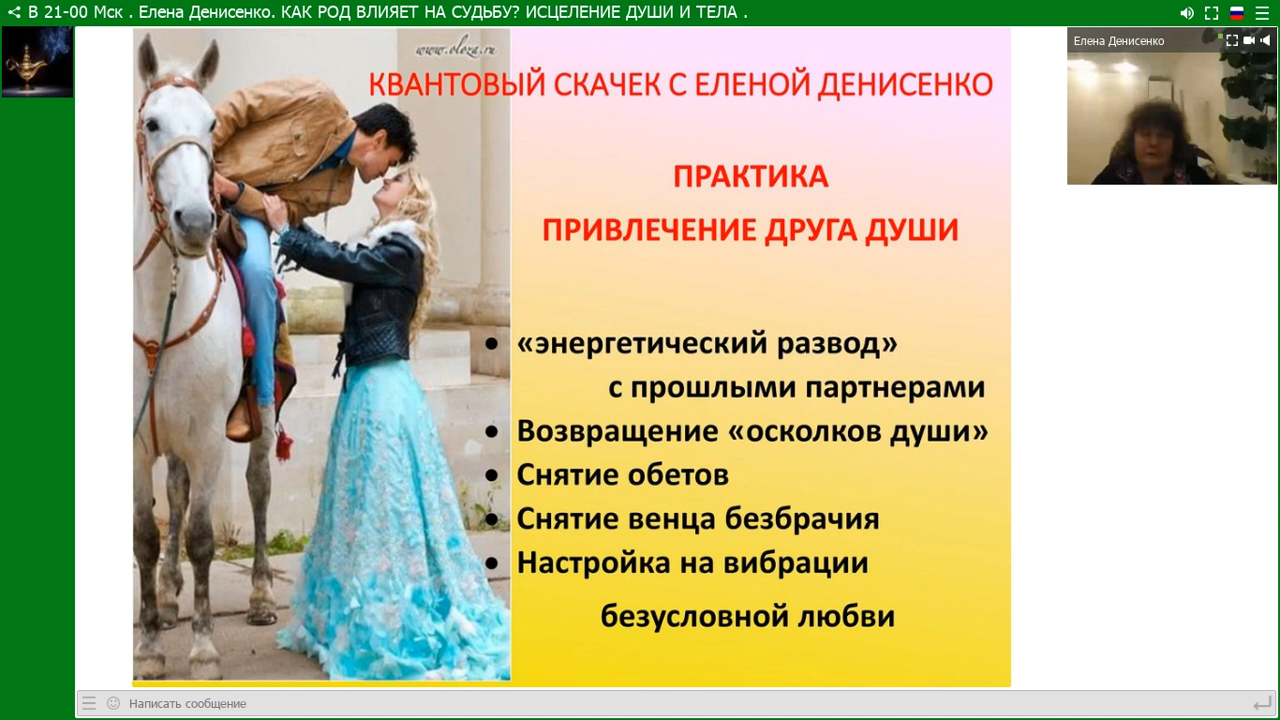 В 21-00 Мск . Елена Денисенко. КАК РОД ВЛИЯЕТ НА СУДЬБУ? ИСЦЕЛЕНИЕ ДУШИ И ТЕЛА .
Елена Денисенко
www.oloza.ru
КВАНТОВЫЙ СКАЧЕК С ЕЛЕНОЙ ДЕНИСЕНКО
ПРАКТИКА
ПРИВЛЕЧЕНИЕ ДРУГА ДУШИ
• «энергетический развод»
с прошлыми партнерами
• Возвращение «осколков души»
• Снятие обетов
• Снятие венца безбрачия
• Настройка на вибрации
безусловной любви
Написать сообщение